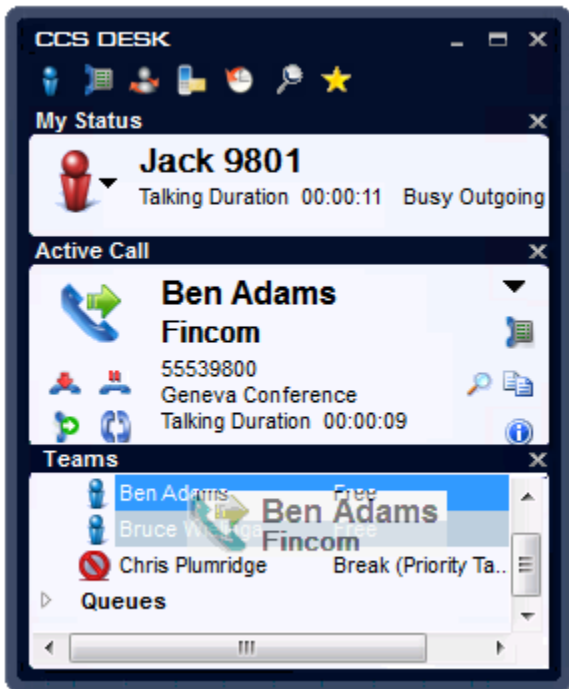 CCS DESK
My Status
Jack 9801
Talking Duration 00:00:11 Busy Outgoing
Active Call
Ben Adams
Fincom
55539800
Geneva Conference
Talking Duration 00:00:09
Teams
Ben Adams Free
Ben Adams
Bruce Free
Fincom
Chris Plumridge Break (Priority Ta..
Queues